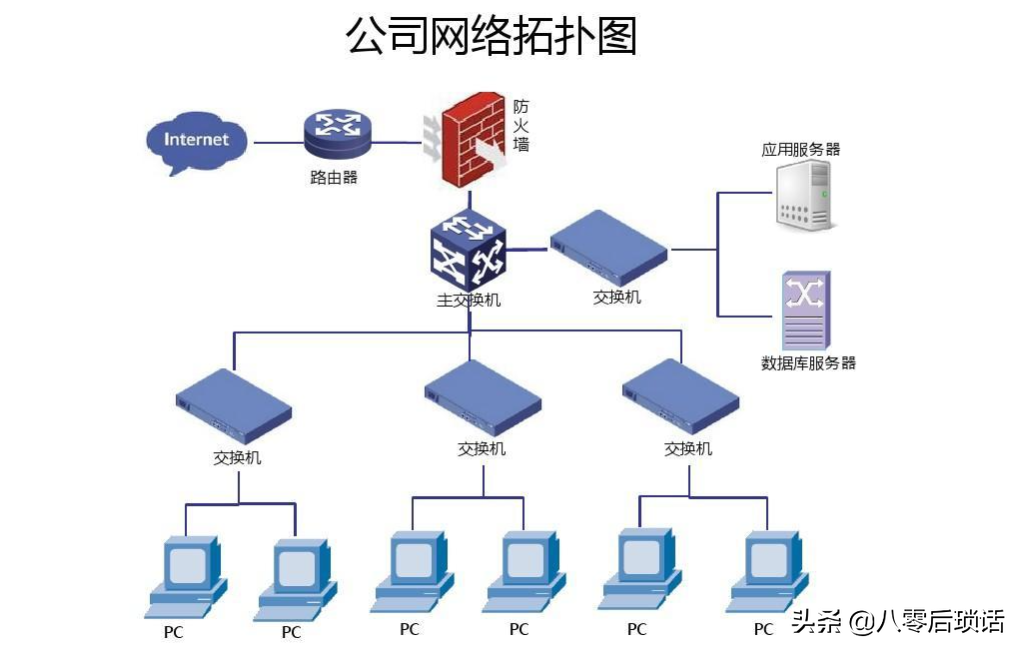 公司网络拓扑图
Internet
路由器
防火墙
应用服务器
主交换机
交换机
数据库服务器
交换机
交换机
交换机
PC
PC
PC
PC
PC
PC
头条 @八零后琐话